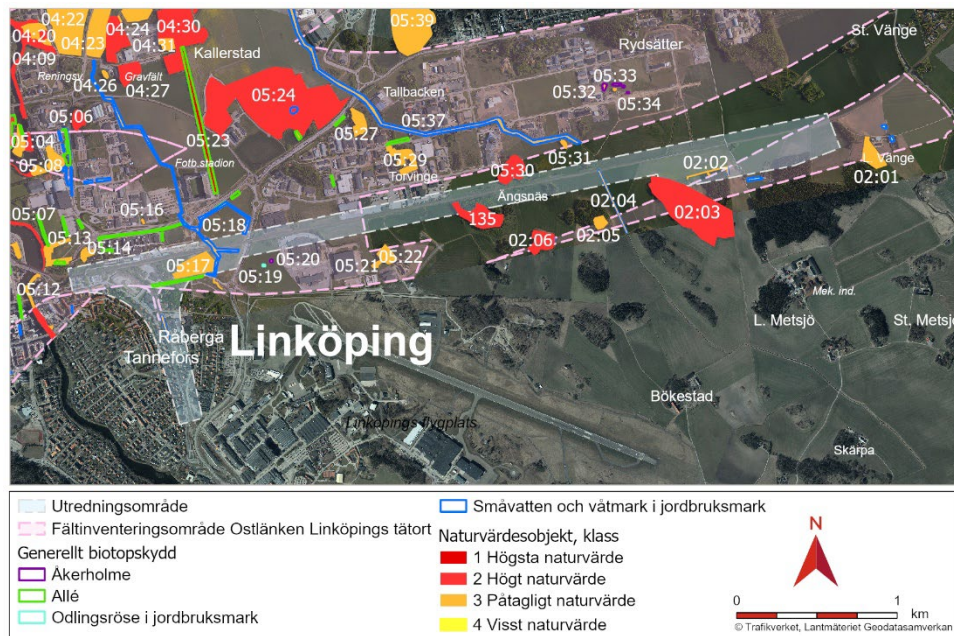 04:22
04:20
04:24
04:30
05:39
04:23
04:31
Kallerstad
Rydsätter
St. Vänge
04:09
Reningsv
04:26
Gravfält
04:27
05:24
Tallbacken
05:33
05:32
05:34
05:06
05:37
05:04
05:23
05:27
05:08
Fotb.stadion
05:29
05:31
Torvinge
05:30
02:02
L. Vänge
02:01
Ängsnäs
05:07
05:16
05:18
135
02:04
02:03
05:13
05:14
02:06
02:05
05:17
05:20
05:19
05:21
05:22
05:12
Mek. ind.
Råberga
Tannefors
Linköping
L. Metsjö
St. Metsjö
Bökestad
Linköpings flygplats
Skärpa
Utredningsområde
Fältinventeringsområde Ostlänken Linköpings tätort
Generellt biotopskydd
Åkerholme
Allé
Odlingsröse i jordbruksmark
Småvatten och våtmark i jordbruksmark
Naturvärdesobjekt, klass
1 Högsta naturvärde
2 Högt naturvärde
3 Påtagligt naturvärde
4 Visst naturvärde
N
0 1
km
© Trafikverket, Lantmäteriet Geodatasamverkan